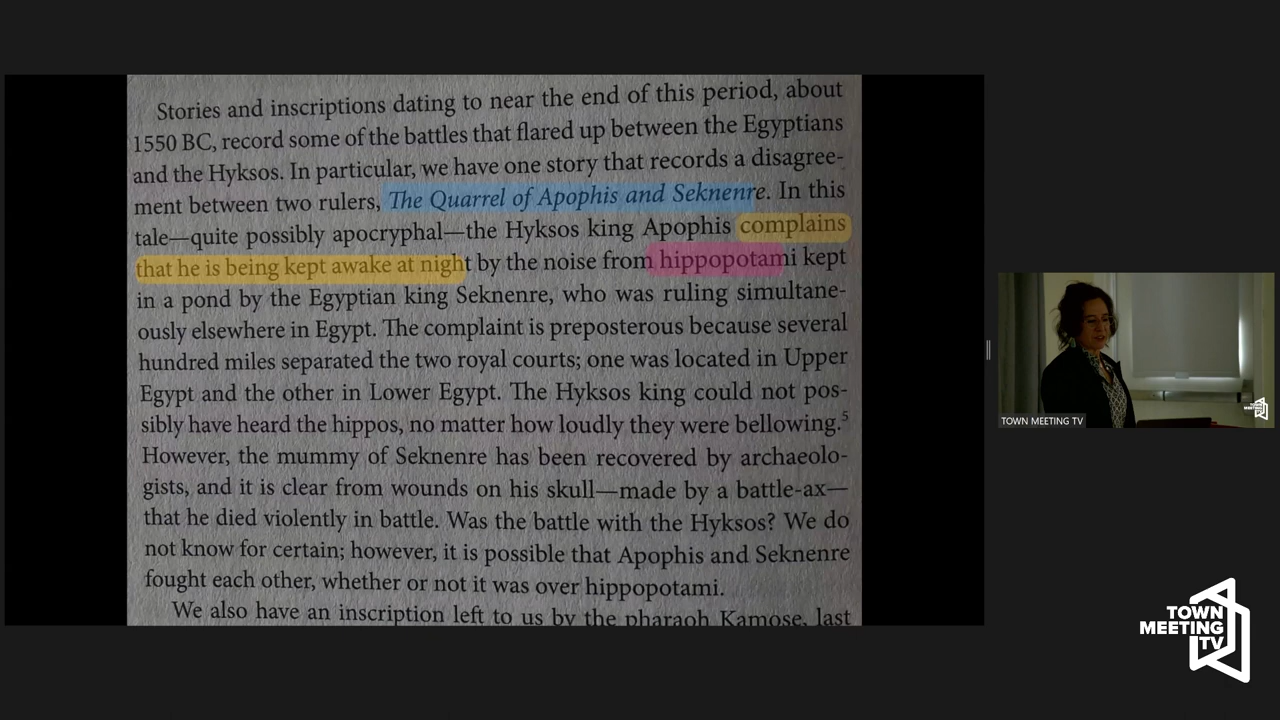 Stories and inscriptions dating to near the end of this period, about
1550 BC, record some of the battles that flared up between the Egyptians
and the Hyksos. In particular, we have one story that records a disagree-
ment between two rulers, The Quarrel of Apophis and Seknenre. In this
tale—quite possibly apocryphal—the Hyksos king Apophis complains
that he is being kept awake at night by the noise from hippopotami kept
in a pond by the Egyptian king Seknenre, who was ruling simultane-
ously elsewhere in Egypt. The complaint is preposterous because several
hundred miles separated the two royal courts; one was located in Upper
Egypt and the other in Lower Egypt. The Hyksos king could not pos-
sibly have heard the hippos, no matter how loudly they were bellowing.5
However, the mummy of Seknenre has been recovered by archaeolo-
gists, and it is clear from wounds on his skull—made by a battle-ax—
that he died violently in battle. Was the battle with the Hyksos? We do
not know for certain; however, it is possible that Apophis and Seknenre
fought each other, whether or not it was over hippopotami.
We also have an inscription left to us by the pharaoh Kamose, last
TOWN MEETING TV
TOWN
MEETING
TV
TOWN
MEETING
TV